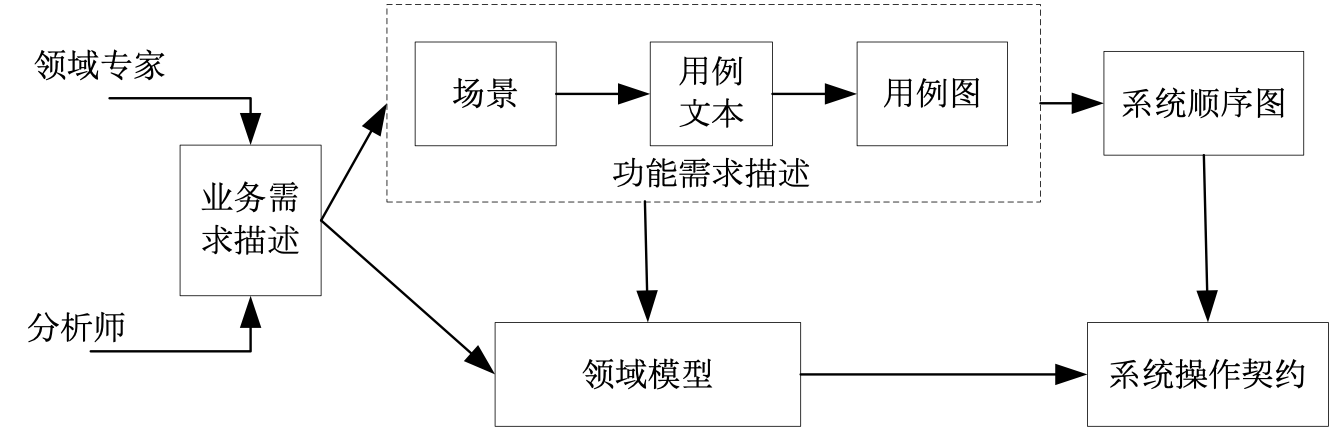 领域专家
场景
用例
文本
用例图
系统顺序图
功能需求描述
业务需
求描述
分析师
领域模型
系统操作契约